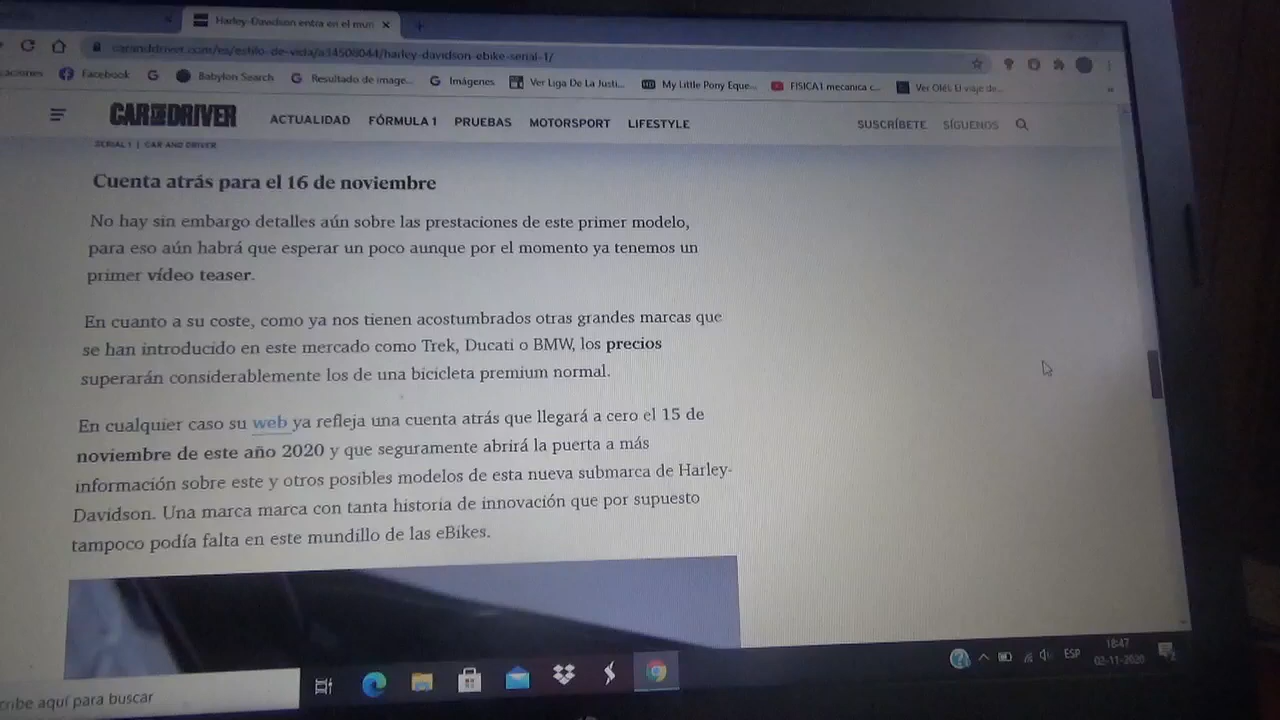 Harley-Davidson entra en el mun
caranddriver.com/es/estilo-de-vida/a34508044/harley-davidson-ebike-serial-1/
Facebook
Babylon Search
Resultado de image...
Imágenes
Ver Liga De La Justi...
My Little Pony Eque...
FISICA1 mecanica c...
Ver Olés. El viaje de...
CAR AND DRIVER
ACTUALIDAD FÓRMULA 1 PRUEBAS MOTORSPORT LIFESTYLE
SUSCRÍBETE SÍGUENOS
SERIAL 1 | CAR AND DRIVER
Cuenta atrás para el 16 de noviembre
No hay sin embargo detalles aún sobre las prestaciones de este primer modelo,
para eso aún habrá que esperar un poco aunque por el momento ya tenemos un
primer vídeo teaser.
En cuanto a su coste, como ya nos tienen acostumbrados otras grandes marcas que
se han introducido en este mercado como Trek, Ducati o BMW, los precios
superarán considerablemente los de una bicicleta premium normal.
En cualquier caso su web ya refleja una cuenta atrás que llegará a cero el 15 de
noviembre de este año 2020 y que seguramente abrirá la puerta a más
información sobre este y otros posibles modelos de esta nueva submarca de Harley-
Davidson. Una marca marca con tanta historia de innovación que por supuesto
tampoco podía falta en este mundillo de las eBikes.
cribe aquí para buscar
ESP
18:47
02-11-2020